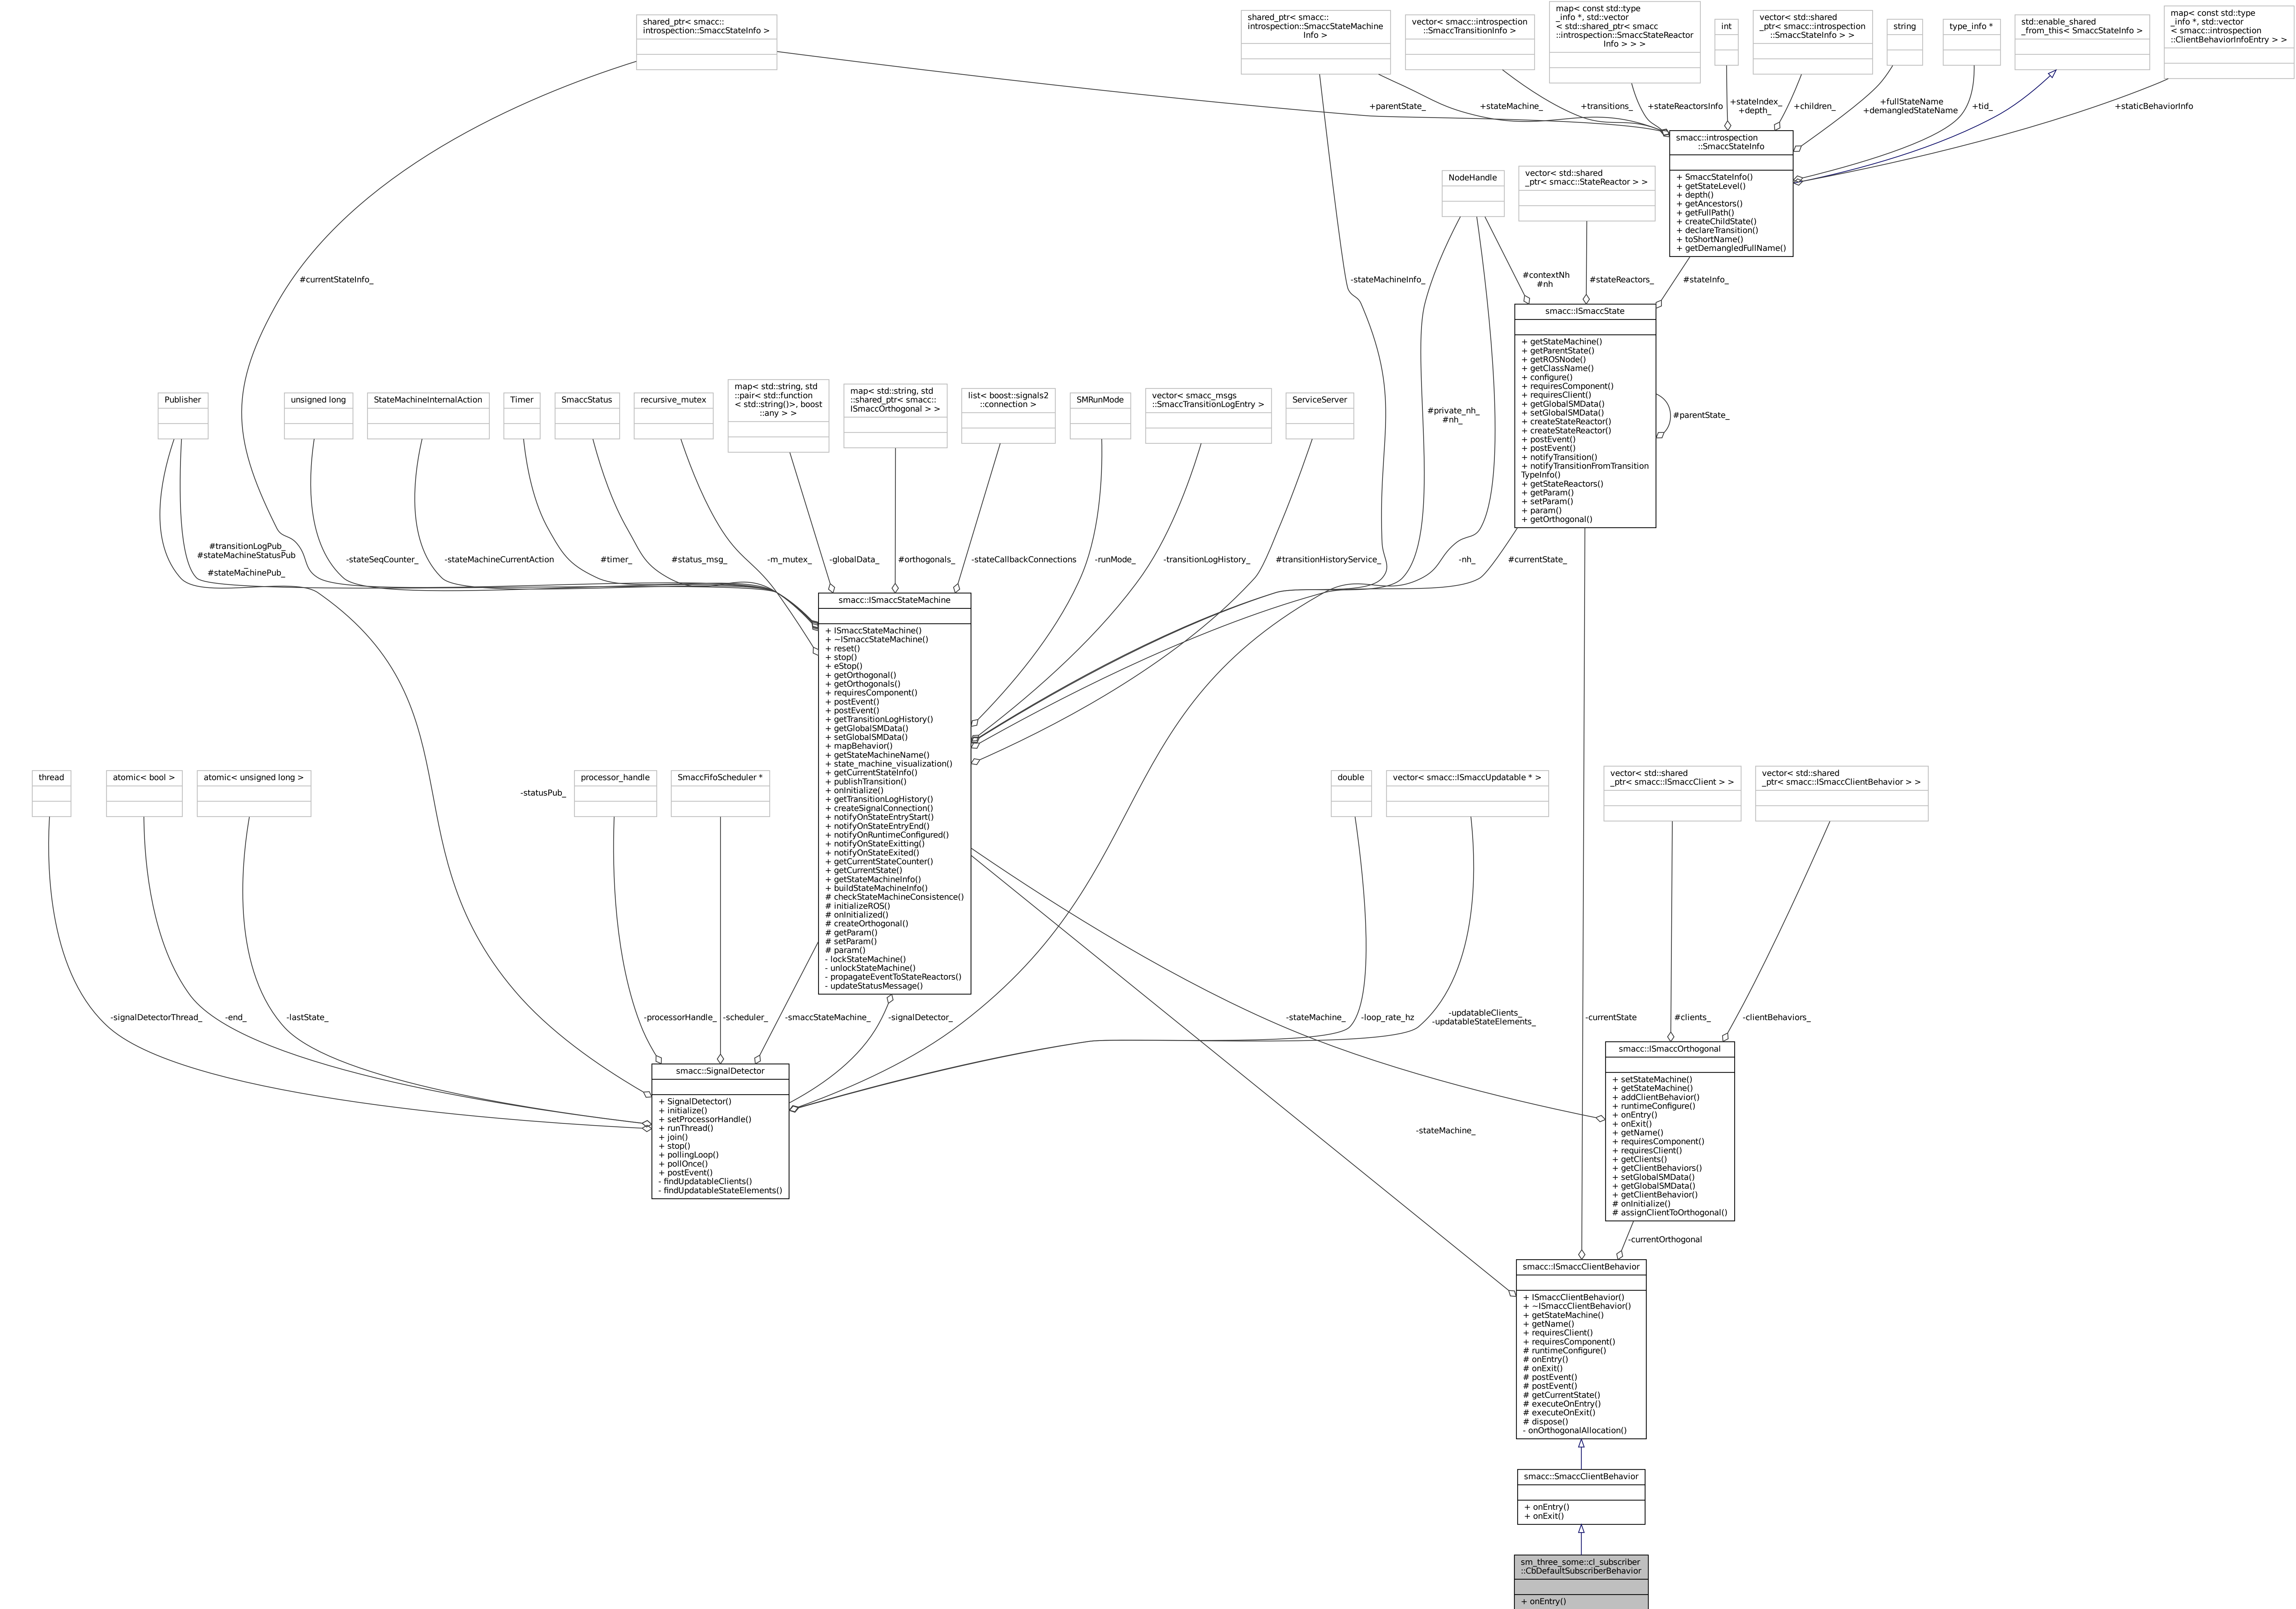 shared_ptr< smacc::
introspection::SmaccStateInfo >
shared_ptr< smacc::
introspection::SmaccStateMachine
Info >
vector< smacc::introspection
::SmaccTransitionInfo >
map< const std::type
_info *, std::vector
< std::shared_ptr< smacc
::introspection::SmaccStateReactor
Info > > >
int
vector< std::shared
_ptr< smacc::introspection
::SmaccStateInfo > >
string
type_info *
std::enable_shared
_from_this< SmaccStateInfo >
map< const std::type
_info *, std::vector
< smacc::introspection
::ClientBehaviorInfoEntry > >
+parentState_
+stateMachine_
+transitions_
+stateReactorsInfo
+stateIndex_
+depth_
+children_
+fullStateName
+demangledStateName
+tid_
+staticBehaviorInfo
smacc::introspection
::SmaccStateInfo
+ SmaccStateInfo()
+ getStateLevel()
+ depth()
+ getAncestors()
+ getFullPath()
+ createChildState()
+ declareTransition()
+ toShortName()
+ getDemangledFullName()
NodeHandle
vector< std::shared
_ptr< smacc::StateReactor > >
#currentStateInfo_
-stateMachineInfo_
#contextNh
#nh
#stateReactors_
#stateInfo_
smacc::ISmaccState
+ getStateMachine()
+ getParentState()
+ getROSNode()
+ getClassName()
+ configure()
+ requiresComponent()
+ requiresClient()
+ getGlobalSMData()
+ setGlobalSMData()
+ createStateReactor()
+ createStateReactor()
+ postEvent()
+ postEvent()
+ notifyTransition()
+ notifyTransitionFromTransition
TypeInfo()
+ getStateReactors()
+ getParam()
+ setParam()
+ param()
+ getOrthogonal()
#parentState_
#private_nh_
#nh_
Publisher
unsigned long
StateMachineInternalAction
Timer
SmaccStatus
recursive_mutex
map< std::string, std
::pair< std::function
< std::string()>, boost
::any > >
map< std::string, std
::shared_ptr< smacc::
ISmaccOrthogonal > >
list< boost::signals2
::connection >
SMRunMode
vector< smacc_msgs
::SmaccTransitionLogEntry >
ServiceServer
#transitionLogPub_
#stateMachineStatusPub
_
#stateMachinePub_
-stateSeqCounter_
-stateMachineCurrentAction
#timer_
#status_msg_
-m_mutex_
-globalData_
#orthogonals_
-stateCallbackConnections
-runMode_
-transitionLogHistory_
#transitionHistoryService_
-nh_
#currentState_
smacc::ISmaccStateMachine
+ ISmaccStateMachine()
+ ~ISmaccStateMachine()
+ reset()
+ stop()
+ eStop()
+ getOrthogonal()
+ getOrthogonals()
+ requiresComponent()
+ postEvent()
+ postEvent()
+ getTransitionLogHistory()
+ getGlobalSMData()
+ setGlobalSMData()
+ mapBehavior()
+ getStateMachineName()
+ state_machine_visualization()
+ getCurrentStateInfo()
+ publishTransition()
+ onInitialize()
+ getTransitionLogHistory()
+ createSignalConnection()
+ notifyOnStateEntryStart()
+ notifyOnStateEntryEnd()
+ notifyOnRuntimeConfigured()
+ notifyOnStateExitting()
+ notifyOnStateExited()
+ getCurrentStateCounter()
+ getCurrentState()
+ getStateMachineInfo()
+ buildStateMachineInfo()
# checkStateMachineConsistence()
# initializeROS()
# onInitialized()
# createOrthogonal()
# getParam()
# setParam()
# param()
- lockStateMachine()
- unlockStateMachine()
- propagateEventToStateReactors()
- updateStatusMessage()
thread
atomic< bool >
atomic< unsigned long >
-statusPub_
processor_handle
SmaccFifoScheduler *
double
vector< smacc::ISmaccUpdatable * >
vector< std::shared
_ptr< smacc::ISmaccClient > >
vector< std::shared
_ptr< smacc::ISmaccClientBehavior > >
-signalDetectorThread_
-end_
-lastState_
-processorHandle_
-scheduler_
-smaccStateMachine_
-signalDetector_
-stateMachine_
-loop_rate_hz
-updatableClients_
-updatableStateElements_
-currentState
#clients_
-clientBehaviors_
smacc::SignalDetector
+ SignalDetector()
+ initialize()
+ setProcessorHandle()
+ runThread()
+ join()
+ stop()
+ pollingLoop()
+ pollOnce()
+ postEvent()
- findUpdatableClients()
- findUpdatableStateElements()
smacc::ISmaccOrthogonal
+ setStateMachine()
+ getStateMachine()
+ addClientBehavior()
+ runtimeConfigure()
+ onEntry()
+ onExit()
+ getName()
+ requiresComponent()
+ requiresClient()
+ getClients()
+ getClientBehaviors()
+ setGlobalSMData()
+ getGlobalSMData()
+ getClientBehavior()
# onInitialize()
# assignClientToOrthogonal()
-stateMachine_
-currentOrthogonal
smacc::ISmaccClientBehavior
+ ISmaccClientBehavior()
+ ~ISmaccClientBehavior()
+ getStateMachine()
+ getName()
+ requiresClient()
+ requiresComponent()
# runtimeConfigure()
# onEntry()
# onExit()
# postEvent()
# postEvent()
# getCurrentState()
# executeOnEntry()
# executeOnExit()
# dispose()
- onOrthogonalAllocation()
smacc::SmaccClientBehavior
+ onEntry()
+ onExit()
sm_three_some::cl_subscriber
::CbDefaultSubscriberBehavior
+ onEntry()